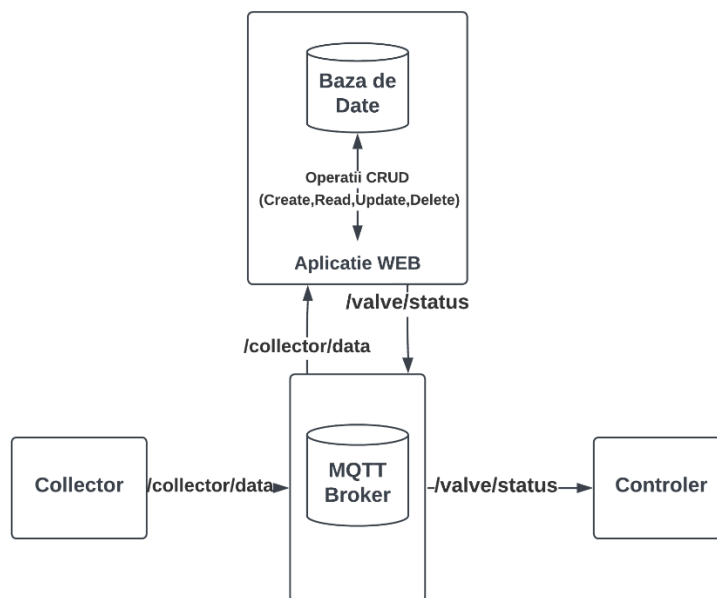 Baza de
Date
Operatii CRUD
(Create,Read,Update,Delete)
Aplicatie WEB
/valve/status
/collector/data
Collector
/collector/data
MQTT
Broker
/valve/status
Controler